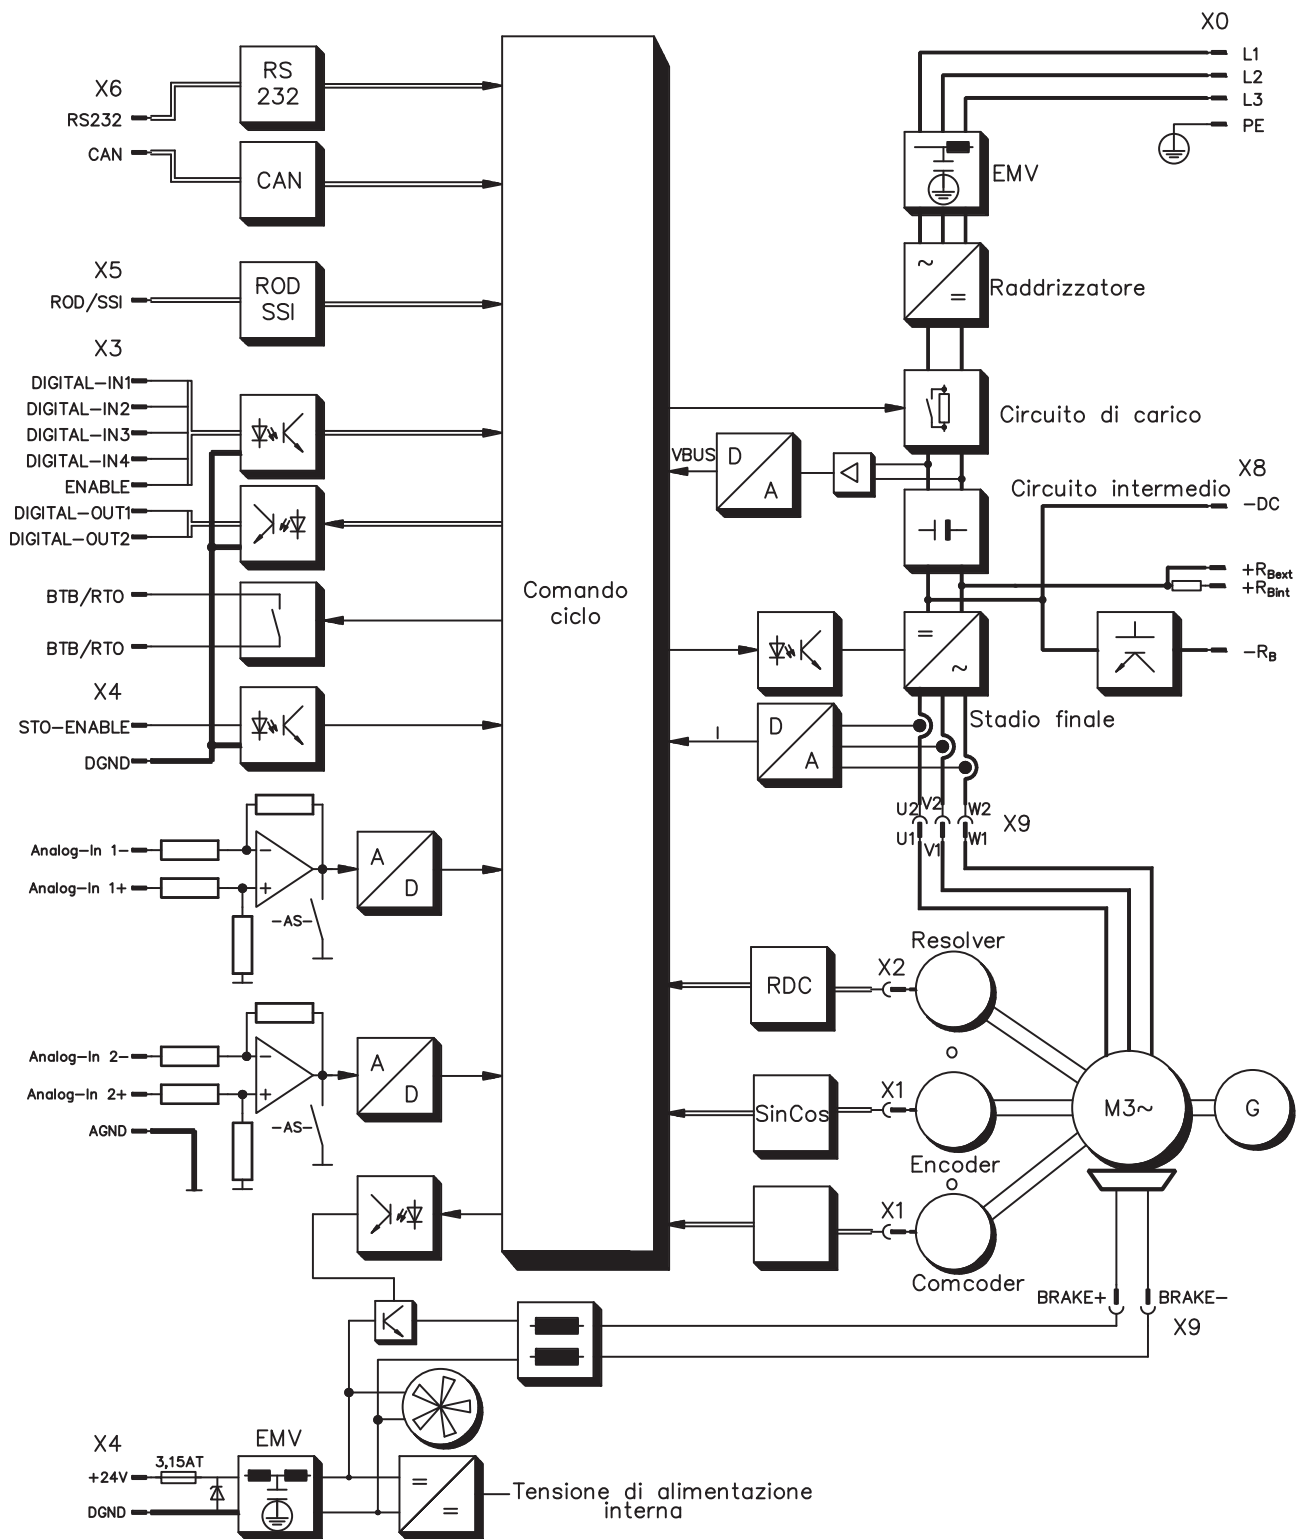 X0
L1
L2
L3
PE
EMV
Raddrizzatore
Circuito di carico
VBUS
D
A
Circuito intermedio
X8
-DC
+RBext
+RBint
-RB
Stadio finale
I
D
A
U2 V2 W2
X9
U1 V1 W1
X6
RS232
RS
232
CAN
CAN
X5
ROD/SSI
ROD
SSI
X3
DIGITAL-IN1
DIGITAL-IN2
DIGITAL-IN3
DIGITAL-IN4
ENABLE
DIGITAL-OUT1
DIGITAL-OUT2
BTB/RTO
BTB/RTO
X4
STO-ENABLE
DGND
Comando
ciclo
Analog-In 1-
Analog-In 1+
-AS-
A
D
Analog-In 2-
Analog-In 2+
AGND
-AS-
A
D
Resolver
X2
RDC
o
X1
SinCos
Encoder
o
X1
Comcoder
M3~
G
BRAKE+
BRAKE-
X9
X4
3,15AT
+24V
DGND
EMV
Tensione di alimentazione
interna